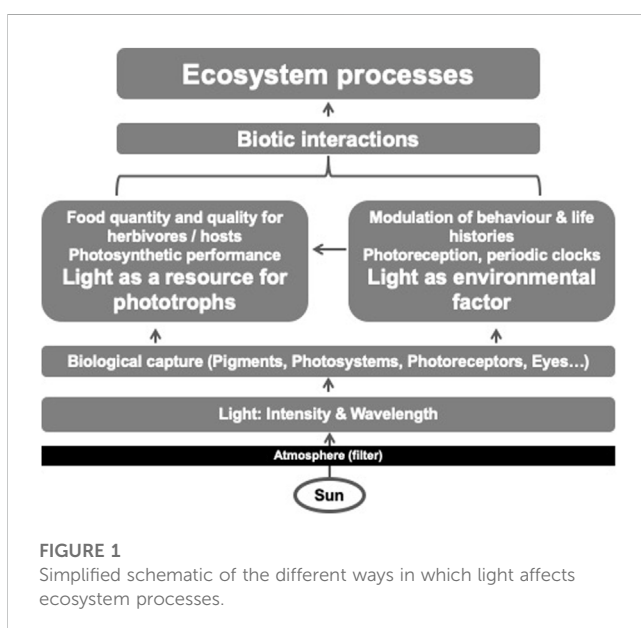 Ecosystem processes
Biotic interactions
Food quantity and quality for
herbivores / hosts
Photosynthetic performance
Light as a resource for
phototrophs
Modulation of behaviour & life
histories
Photoreception, periodic clocks
Light as environmental
factor
Biological capture (Pigments, Photosystems, Photoreceptors, Eyes…)
Light: Intensity & Wavelength
Atmosphere (filter)
Sun
FIGURE 1
Simplified schematic of the different ways in which light affects
ecosystem processes.